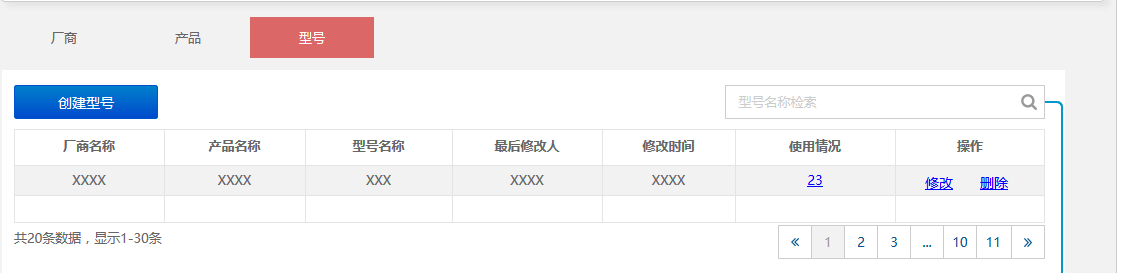 厂商 产品 型号
创建型号 型号名称检索
厂商名称 产品名称 型号名称 最后修改人 修改时间 使用情况 操作
XXXX XXXX XXX XXXX XXXX 23 修改 删除
共20条数据，显示1-30条 « 1 2 3 ... 10 11 »